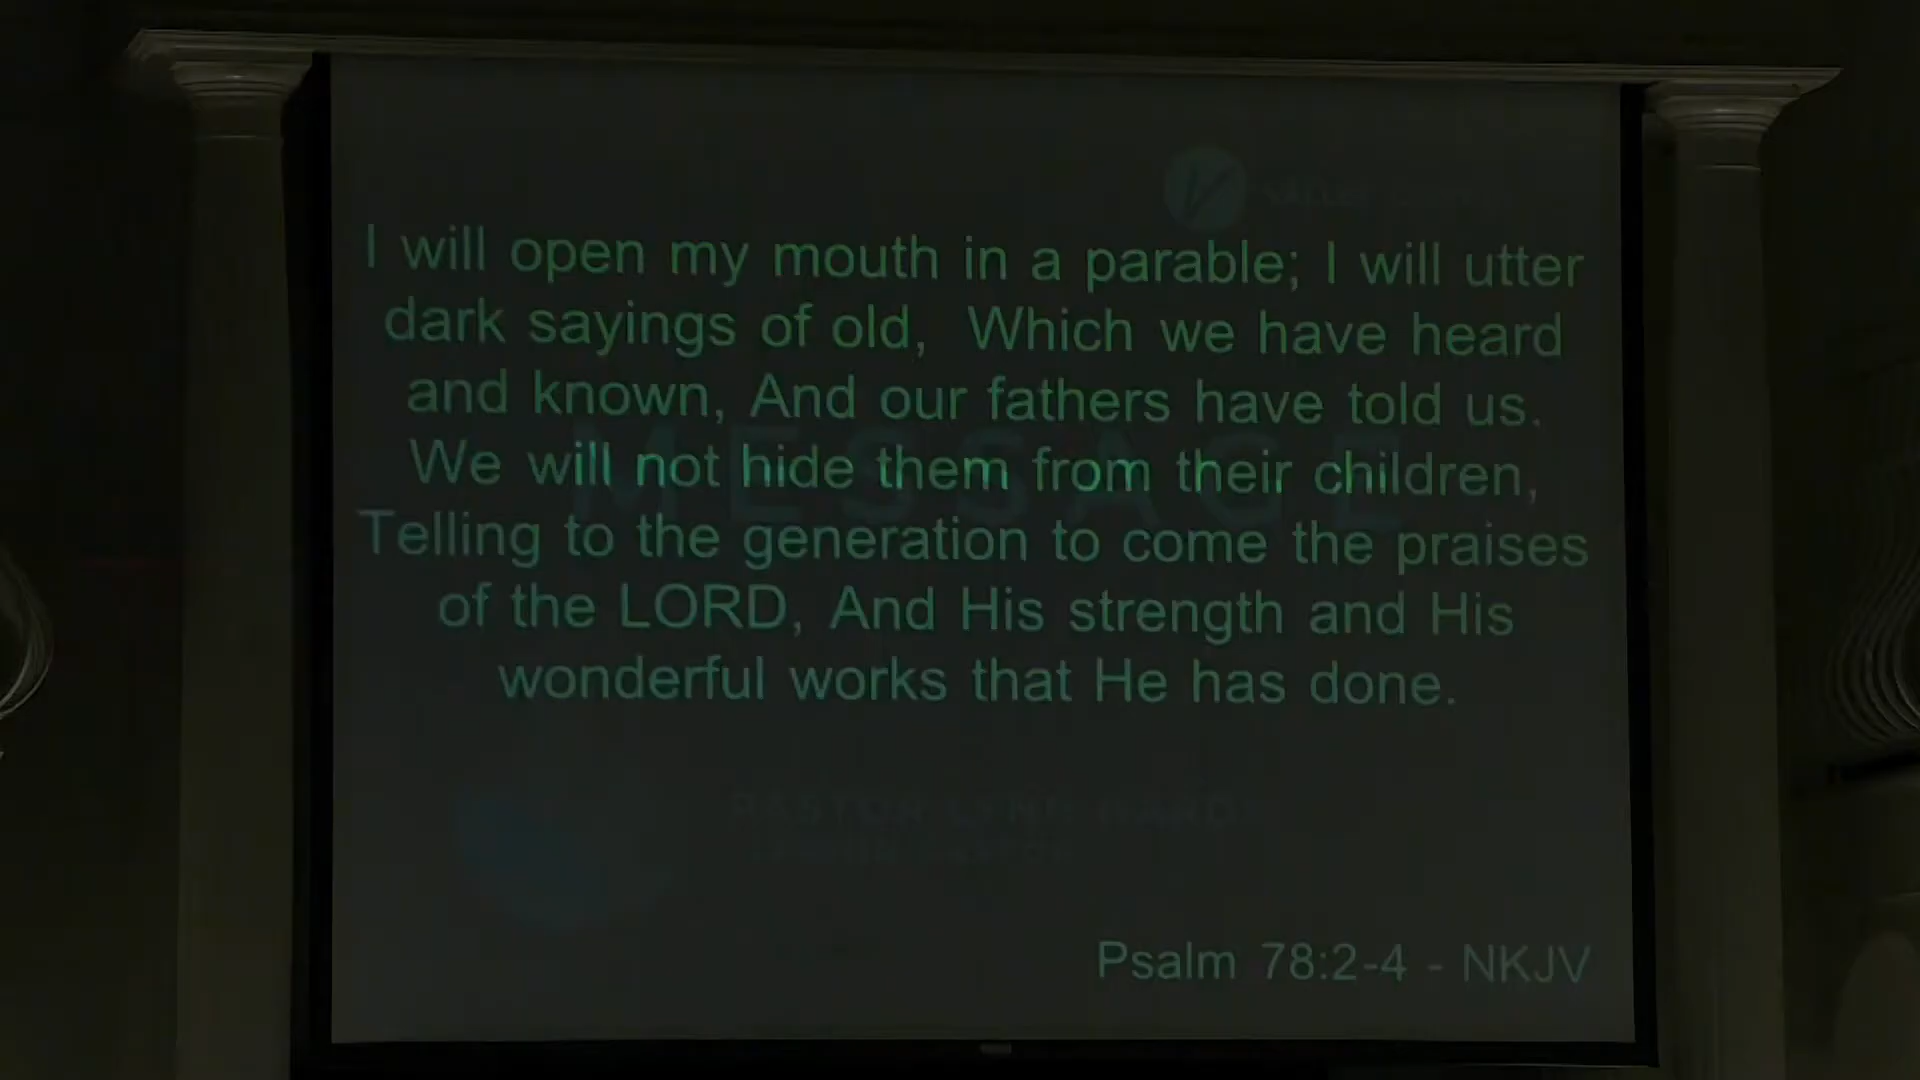 VALLEY
I will open my mouth in a parable; I will utter
dark sayings of old, Which we have heard
and known, And our fathers have told us.
MESSAGE
We will not hide them from their children,
Telling to the generation to come the praises
of the LORD, And His strength and His
wonderful works that He has done.
PASTOR
Psalm 78:2-4 - NKJV